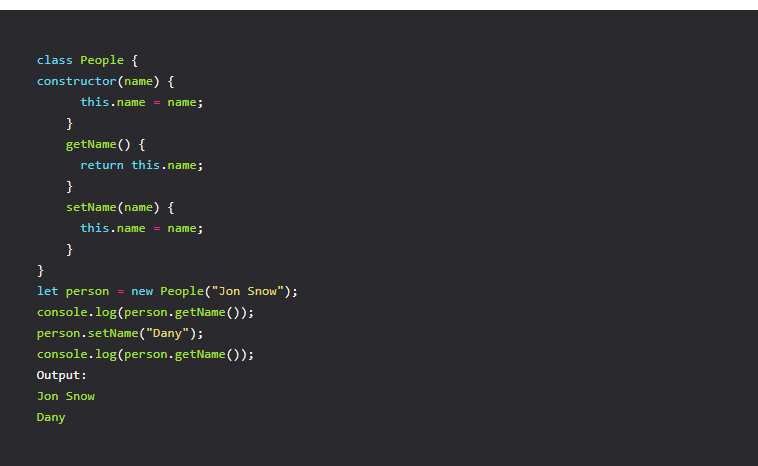 class People {
constructor(name) {
this.name = name;
}
getName() {
return this.name;
}
setName(name) {
this.name = name;
}
}
let person = new People("Jon Snow");
console.log(person.getName());
person.setName("Dany");
console.log(person.getName());
Output:
Jon Snow
Dany